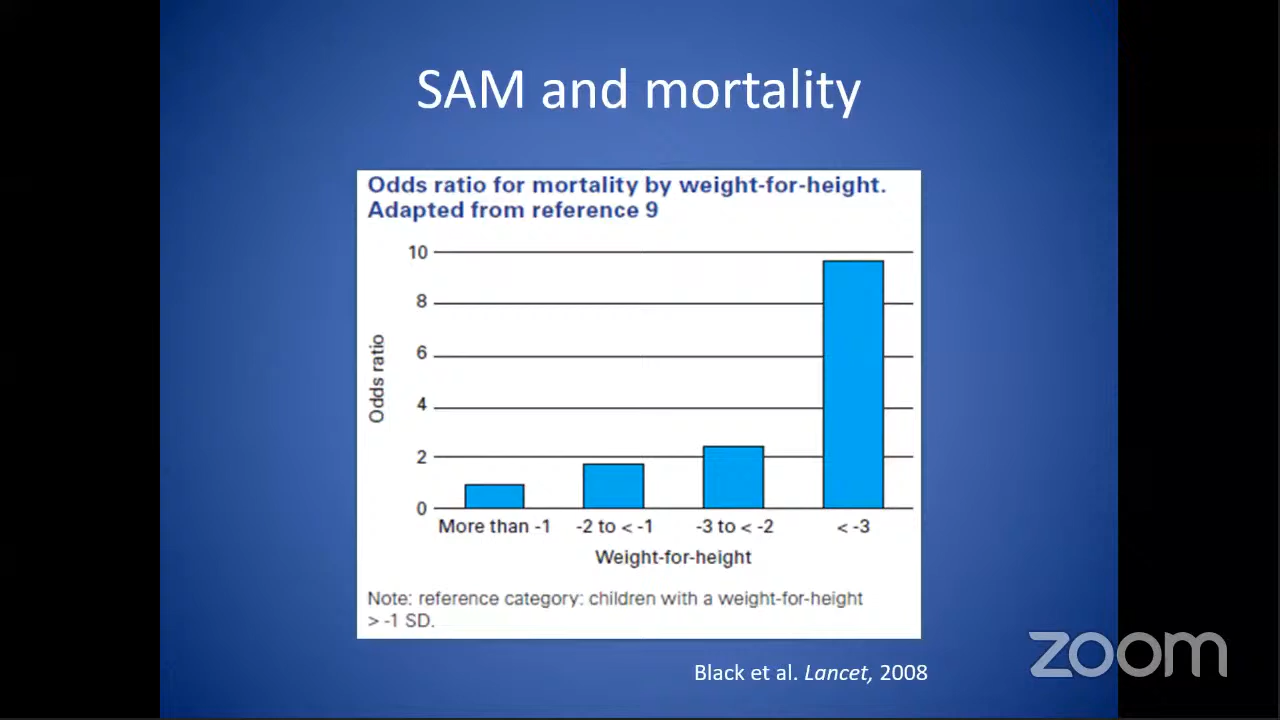 SAM and mortality
Odds ratio for mortality by weight-for-height.
Adapted from reference 9
10
8
6
4
2
0
Odds ratio
More than -1 -2 to < -1 -3 to < -2 < -3
Weight-for-height
Note: reference category: children with a weight-for-height
> -1 SD.
Black et al. Lancet, 2008
zoom